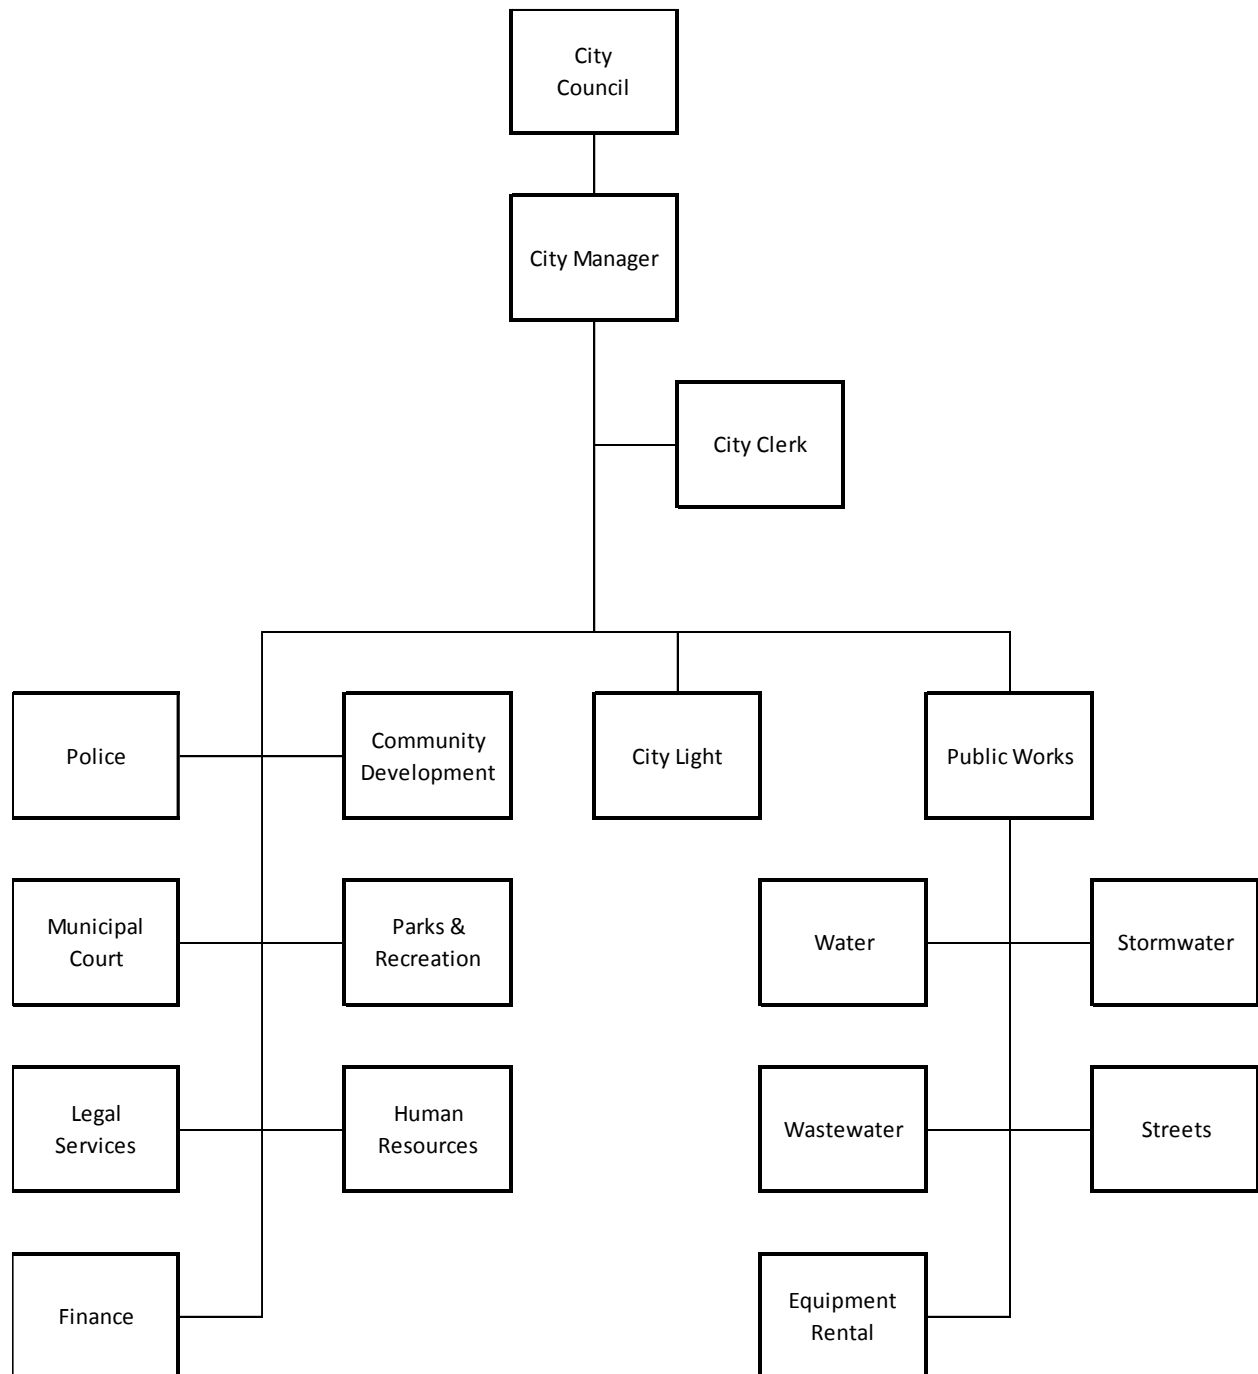 City
Council
City Manager
City Clerk
Police
Community
Development
City Light
Public Works
Municipal
Court
Parks &
Recreation
Water
Stormwater
Legal
Services
Human
Resources
Wastewater
Streets
Finance
Equipment
Rental